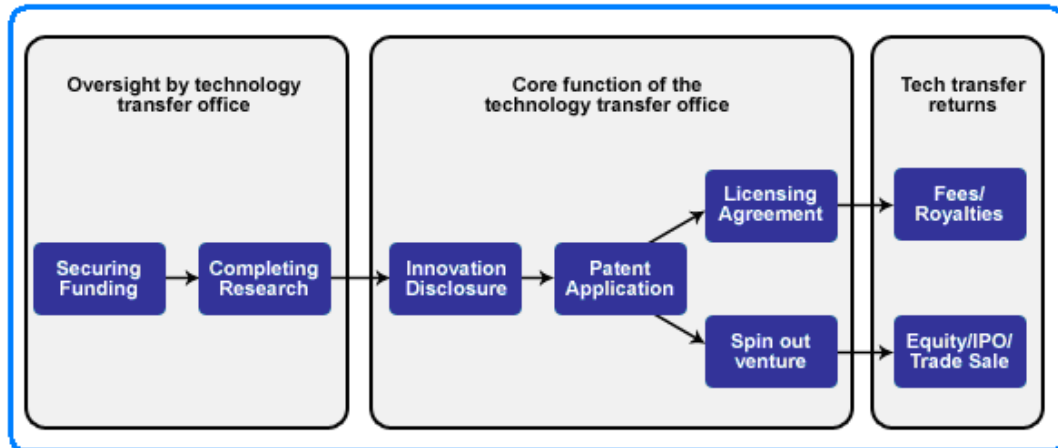 Oversight by technology
transfer office
Core function of the
technology transfer office
Tech transfer
returns
Securing
Funding
Completing
Research
Innovation
Disclosure
Patent
Application
Licensing
Agreement
Fees/
Royalties
Spin out
venture
Equity/IPO/
Trade Sale